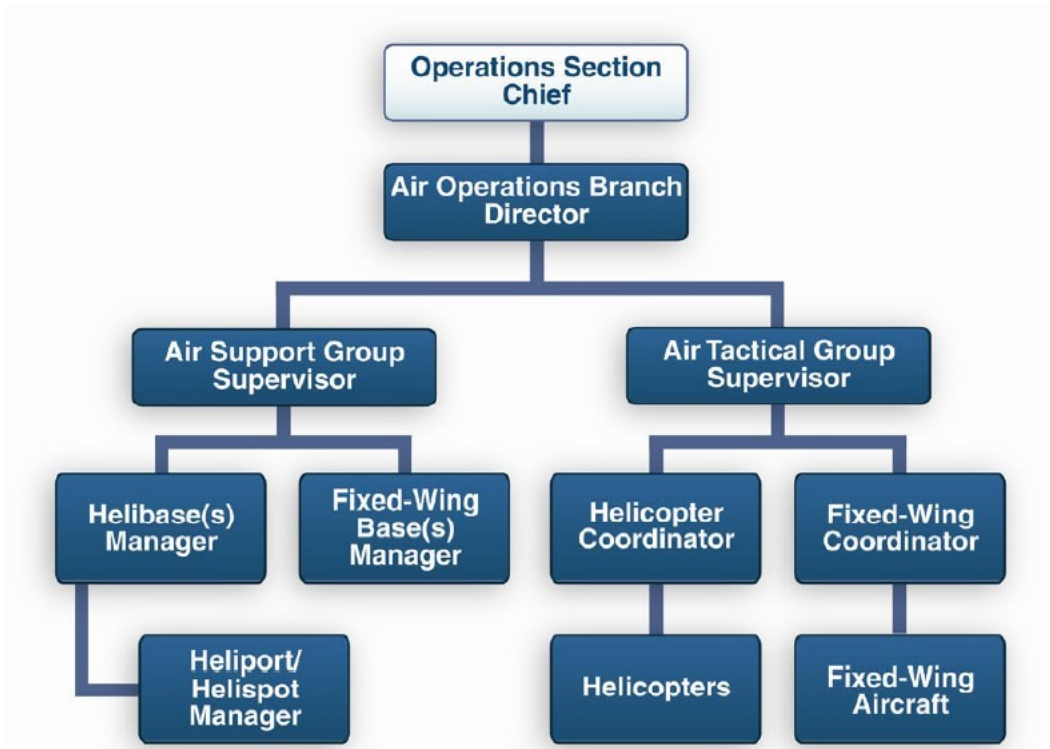 Operations Section
Chief
Air Operations Branch
Director
Air Support Group
Supervisor
Air Tactical Group
Supervisor
Helibase(s)
Manager
Fixed-Wing
Base(s)
Manager
Helicopter
Coordinator
Fixed-Wing
Coordinator
Heliport/
Helispot
Manager
Helicopters
Fixed-Wing
Aircraft